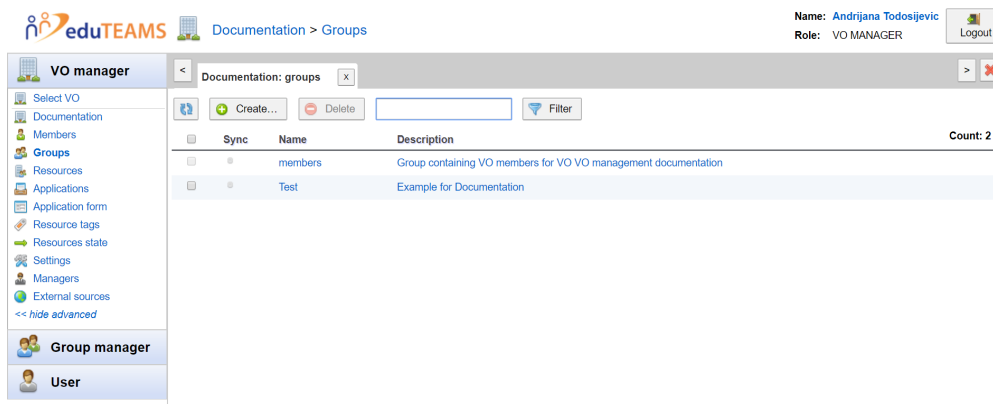 eduTEAMS
Documentation > Groups
Name: Andrijana Todosijevic
Role: VO MANAGER
Logout
VO manager
Select VO
Documentation
Members
Groups
Resources
Applications
Application form
Resource tags
Resources state
Settings
Managers
External sources
<< hide advanced
Group manager
User
< Documentation: groups x >
Create... Delete Filter
Sync Name Description Count: 2
members Group containing VO members for VO VO management documentation
Test Example for Documentation